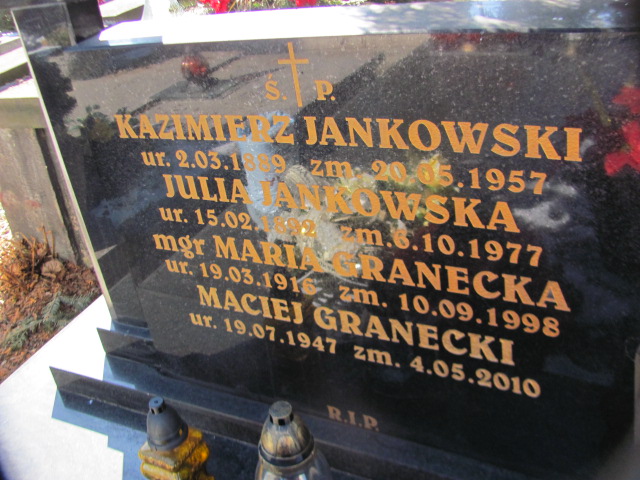 Ś. P.
KAZIMIERZ JANKOWSKI
ur. 2.03.1889 zm. 20.05.1957
JULIA JANKOWSKA
ur. 15.02.1892 zm.6.10.1977
mgr MARIA GRANECKA
ur. 19.03.1916 zm. 10.09.1998
MACIEJ GRANECKI
ur. 19.07.1947 zm. 4.05.2010
R.I.P.